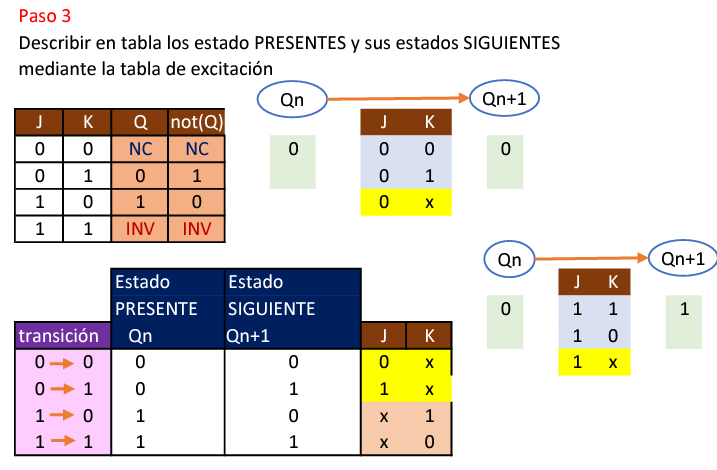 Paso 3
Describir en tabla los estado PRESENTES y sus estados SIGUIENTES
mediante la tabla de excitación
Qn Qn+1
J K Q not(Q)
0 0 NC NC
0 1 0 1
1 0 1 0
1 1 INV INV
J K
0 0 0 0
0 1
0 x
Qn Qn+1
J K
0 1 1 1
1 0
1 x
Estado Estado
PRESENTE SIGUIENTE
transición Qn Qn+1 J K
0 0 0 0 0 x
0 1 0 1 1 x
1 0 1 0 x 1
1 1 1 1 x 0